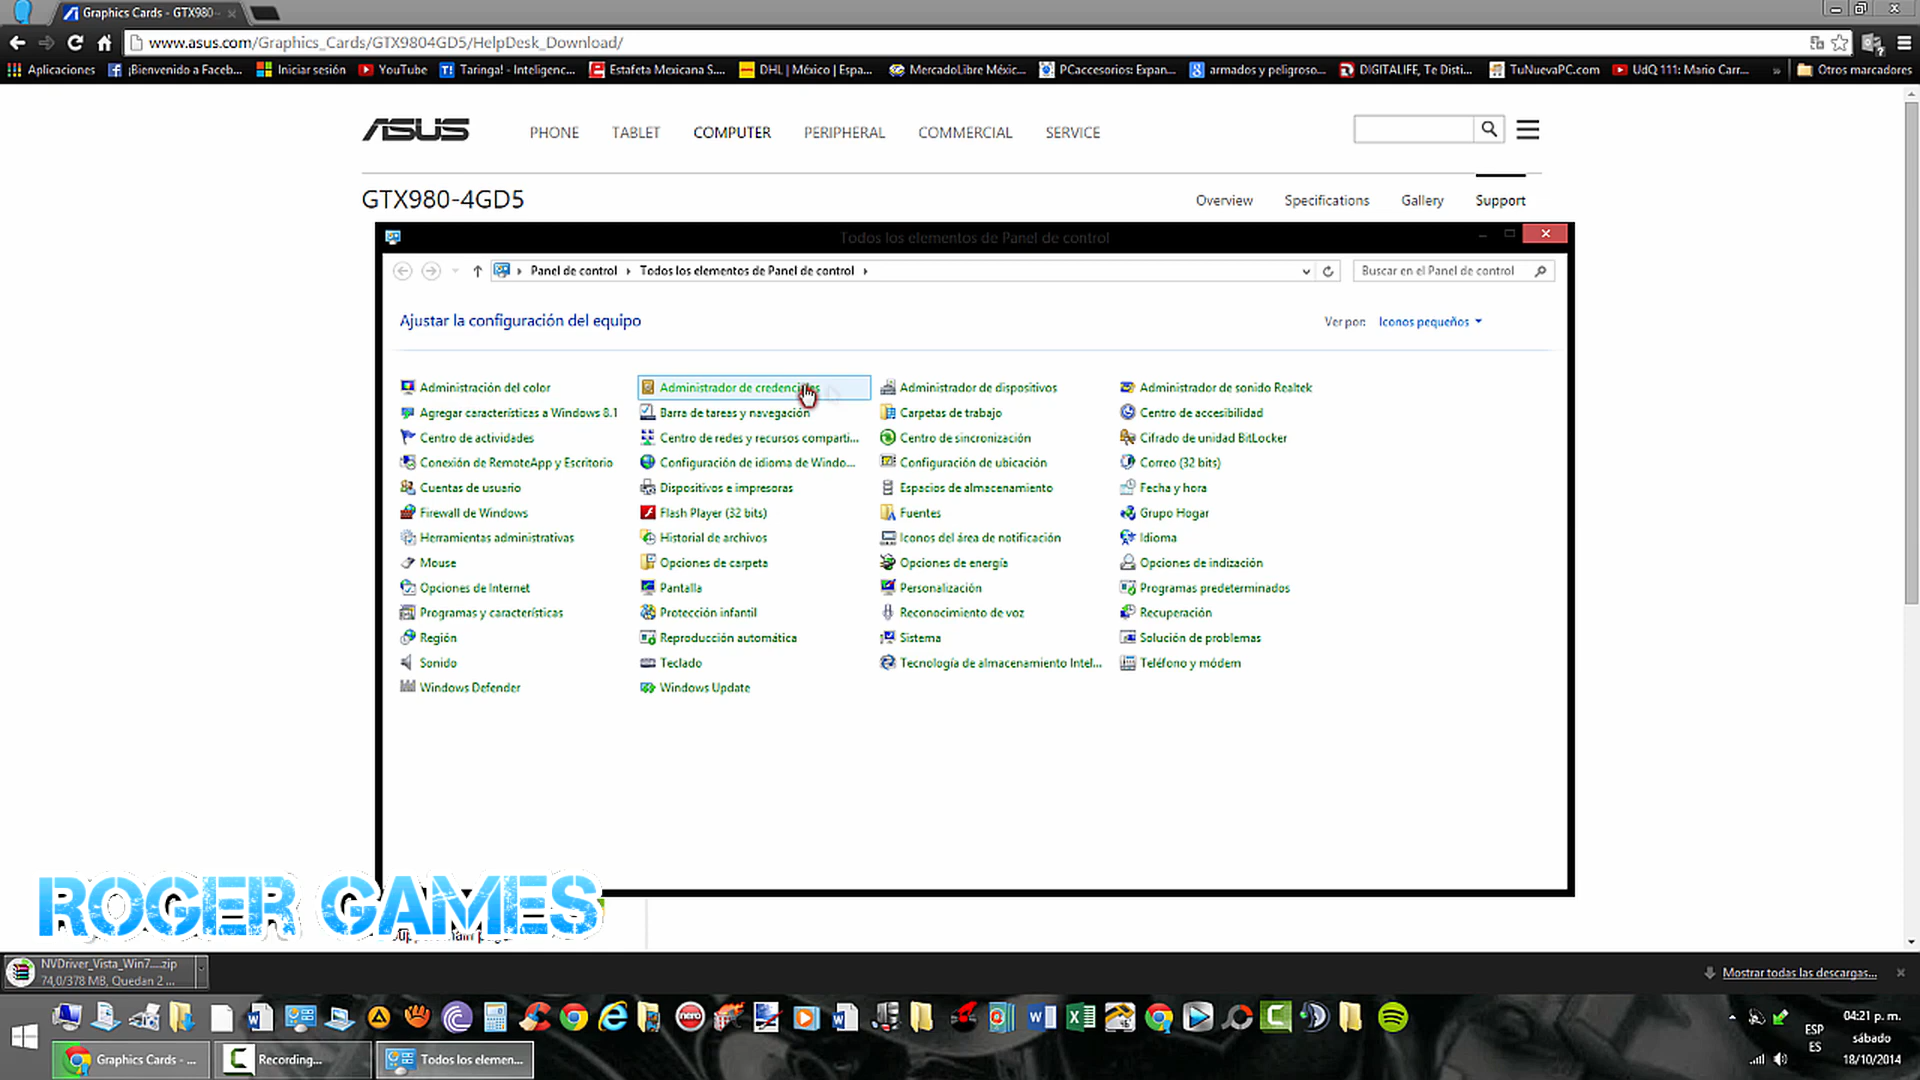 Graphics Cards - GTX980-
www.asus.com/Graphics_Cards/GTX9804GD5/HelpDesk_Download/
Aplicaciones ¡Bienvenido a Faceb... Iniciar sesión YouTube Taringa! - Inteligenc... Estafeta Mexicana S.... DHL | México | Espa... MercadoLibre Méxic... PCaccesorios: Expan... armados y peligroso... DIGITALIFE, Te Disti... TuNuevaPC.com UdQ 111: Mario Carr... » Otros marcadores
ASUS PHONE TABLET COMPUTER PERIPHERAL COMMERCIAL SERVICE
GTX980-4GD5 Overview Specifications Gallery Support
Todos los elementos de Panel de control
Panel de control Todos los elementos de Panel de control Buscar en el Panel de control
Ajustar la configuración del equipo Ver por: Iconos pequeños
Administración del color Administrador de credenciales Administrador de dispositivos Administrador de sonido Realtek
Agregar características a Windows 8.1 Barra de tareas y navegación Carpetas de trabajo Centro de accesibilidad
Centro de actividades Centro de redes y recursos comparti... Centro de sincronización Cifrado de unidad BitLocker
Conexión de RemoteApp y Escritorio Configuración de idioma de Windo... Configuración de ubicación Correo (32 bits)
Cuentas de usuario Dispositivos e impresoras Espacios de almacenamiento Fecha y hora
Firewall de Windows Flash Player (32 bits) Fuentes Grupo Hogar
Herramientas administrativas Historial de archivos Iconos del área de notificación Idioma
Mouse Opciones de carpeta Opciones de energía Opciones de indización
Opciones de Internet Pantalla Personalización Programas predeterminados
Programas y características Protección infantil Reconocimiento de voz Recuperación
Región Reproducción automática Sistema Solución de problemas
Sonido Teclado Tecnología de almacenamiento Intel... Teléfono y módem
Windows Defender Windows Update
ROGER GAMES
NVDriver_Vista_Win7....zip
74,0/378 MB, Quedan 2 ...
Mostrar todas las descargas...
04:21 p. m.
ESP
ES
sábado
18/10/2014
Graphics Cards - ... Recording... Todos los elemen...